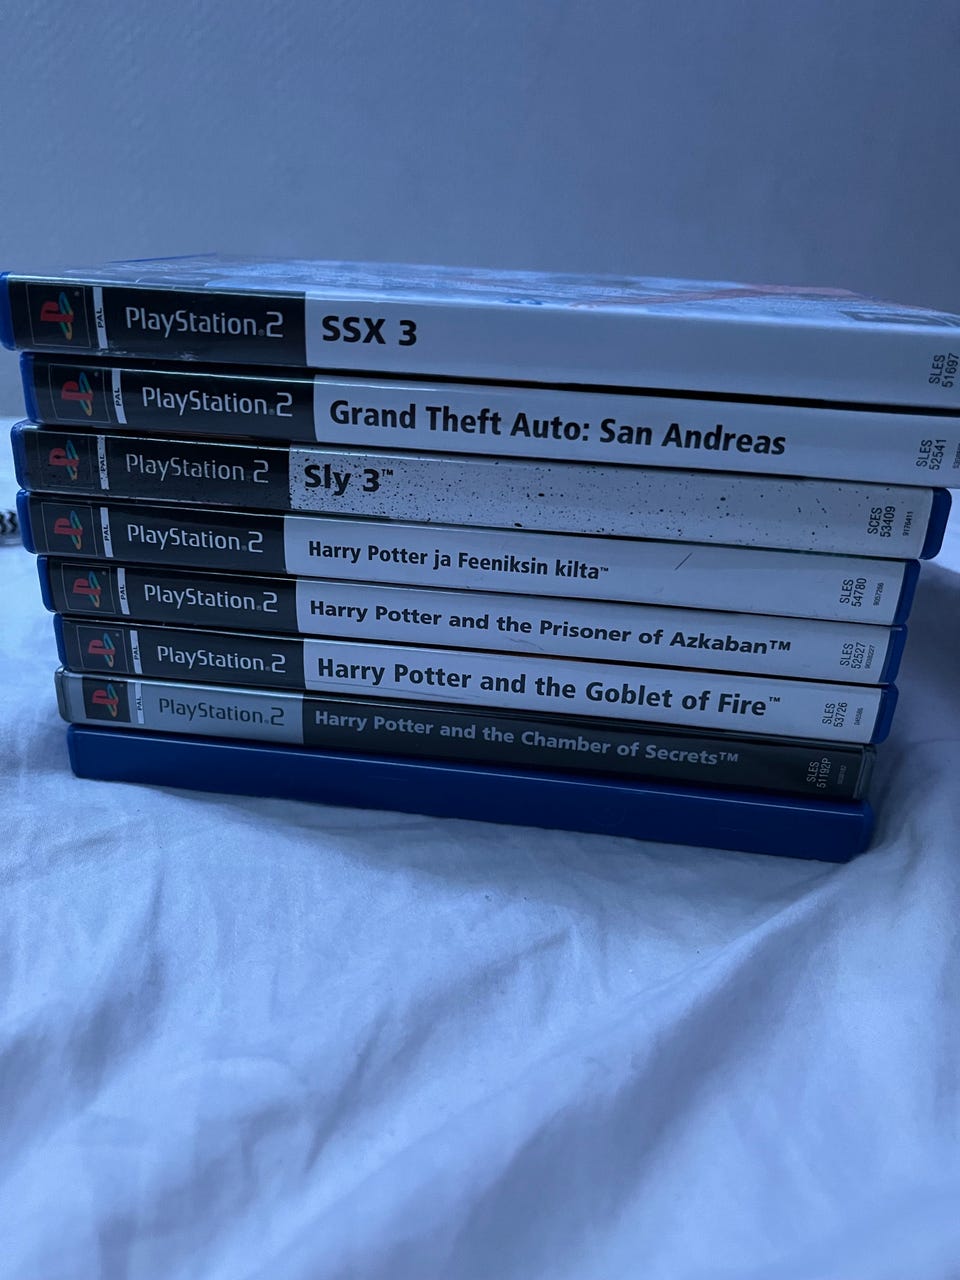 PAL PlayStation 2 SSX 3 SLES 51697
PAL PlayStation 2 Grand Theft Auto: San Andreas SLES 52541
PAL PlayStation 2 Sly 3™ SCES 53409 9176411
PAL PlayStation 2 Harry Potter ja Feeniksin kilta™ SLES 54780
PAL PlayStation 2 Harry Potter and the Prisoner of Azkaban™ SLES 52527
PAL PlayStation 2 Harry Potter and the Goblet of Fire™ SLES 53726
PAL PlayStation 2 Harry Potter and the Chamber of Secrets™ SLES 51192P